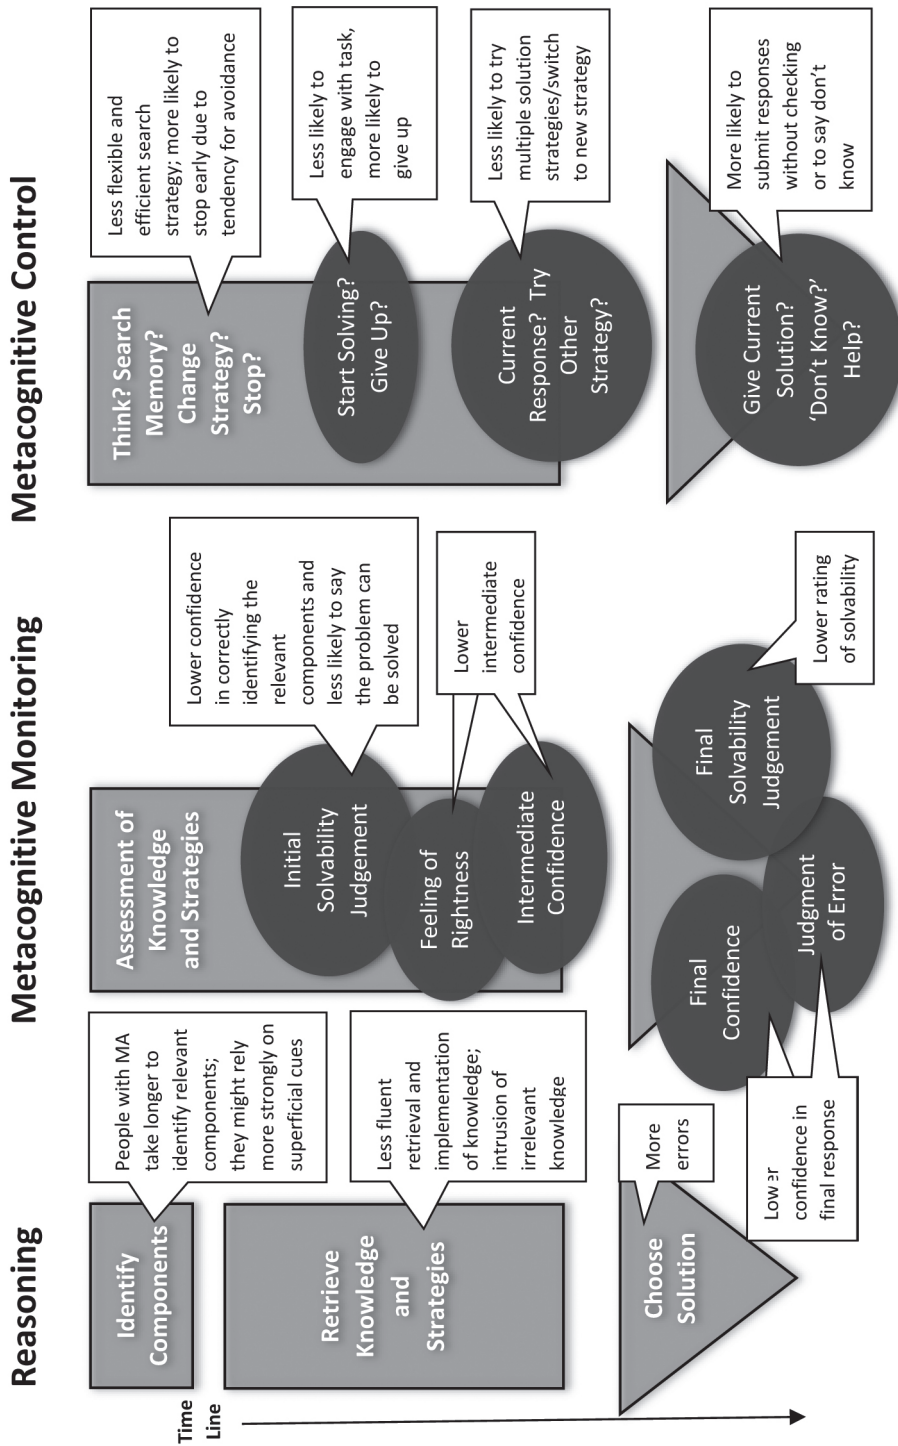 Reasoning
Metacognitive Monitoring
Metacognitive Control
Time
Line
Identify
Components
People with MA
take longer to
identify relevant
components;
they might rely
more strongly on
superficial cues
Retrieve
Knowledge
and
Strategies
Less fluent
retrieval and
implementation
of knowledge;
intrusion of
irrelevant
knowledge
Choose
Solution
More
errors
Assessment of
Knowledge
and Strategies
Initial
Solvability
Judgement
Lower confidence
in correctly
identifying the
relevant
components and
less likely to say
the problem can
be solved
Feeling of
Rightness
Intermediate
Confidence
Lower
intermediate
confidence
Final
Confidence
Final
Solvability
Judgement
Judgment
of Error
Lower
confidence in
final response
Lower rating
of solvability
Think? Search
Memory?
Change
Strategy?
Stop?
Less flexible and
efficient search
strategy; more likely to
stop early due to
tendency for avoidance
Start Solving?
Give Up?
Less likely to
engage with task,
more likely to
give up
Current
Response? Try
Other
Strategy?
Less likely to try
multiple solution
strategies/switch
to new strategy
Give Current
Solution?
‘Don’t Know?’
Help?
More likely to
submit responses
without checking
or to say don’t
know